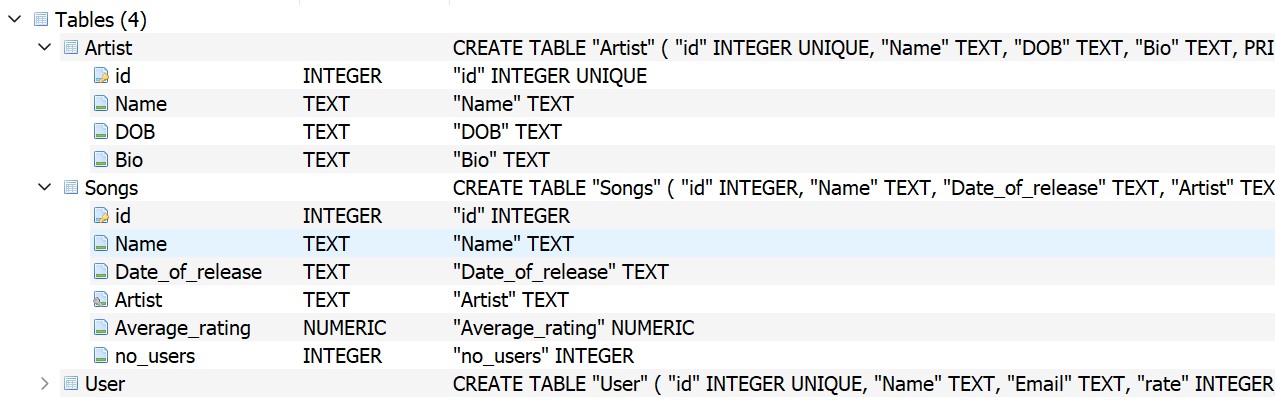 Tables (4)
Artist CREATE TABLE "Artist" ( "id" INTEGER UNIQUE, "Name" TEXT, "DOB" TEXT, "Bio" TEXT, PRI
id INTEGER "id" INTEGER UNIQUE
Name TEXT "Name" TEXT
DOB TEXT "DOB" TEXT
Bio TEXT "Bio" TEXT
Songs CREATE TABLE "Songs" ( "id" INTEGER, "Name" TEXT, "Date_of_release" TEXT, "Artist" TEX
id INTEGER "id" INTEGER
Name TEXT "Name" TEXT
Date_of_release TEXT "Date_of_release" TEXT
Artist TEXT "Artist" TEXT
Average_rating NUMERIC "Average_rating" NUMERIC
no_users INTEGER "no_users" INTEGER
User CREATE TABLE "User" ( "id" INTEGER UNIQUE, "Name" TEXT, "Email" TEXT, "rate" INTEGER